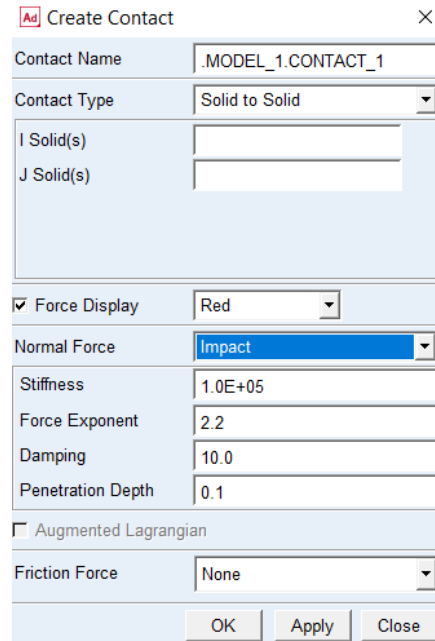 Ad Create Contact
Contact Name .MODEL_1.CONTACT_1
Contact Type Solid to Solid
I Solid(s)
J Solid(s)
Force Display Red
Normal Force Impact
Stiffness 1.0E+05
Force Exponent 2.2
Damping 10.0
Penetration Depth 0.1
Augmented Lagrangian
Friction Force None
OK Apply Close